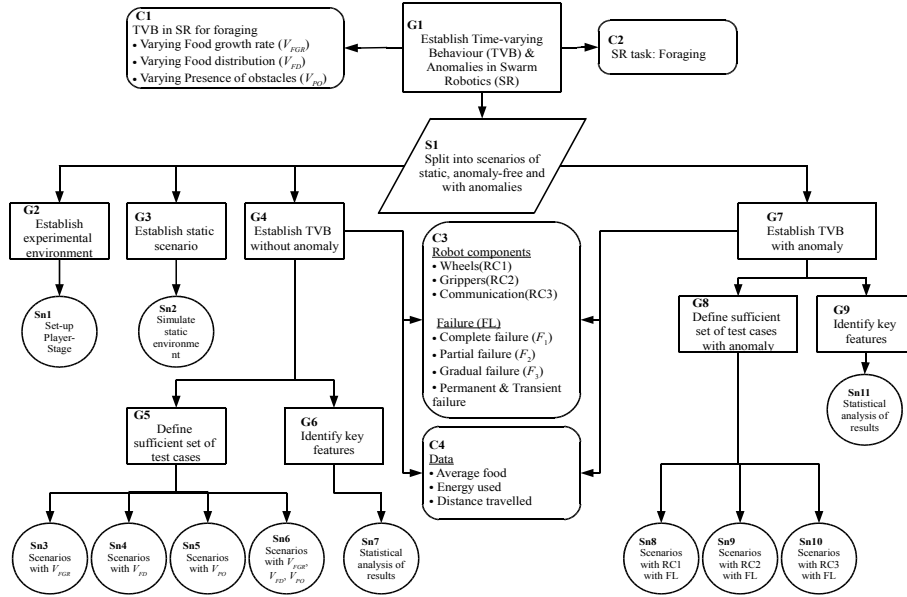 C1
TVB in SR for foraging
• Varying Food growth rate (V_FGR)
• Varying Food distribution (V_FD)
• Varying Presence of obstacles (V_PO)
G1
Establish Time-varying
Behaviour (TVB) &
Anomalies in Swarm
Robotics (SR)
C2
SR task: Foraging
S1
Split into scenarios of
static, anomaly-free and
with anomalies
G2
Establish
experimental
environment
G3
Establish static
scenario
G4
Establish TVB
without anomaly
G7
Establish TVB
with anomaly
C3
Robot components
• Wheels(RC1)
• Grippers(RC2)
• Communication(RC3)
Failure (FL)
• Complete failure (F_1)
• Partial failure (F_2)
• Gradual failure (F_3)
• Permanent & Transient
failure
Sn1
Set-up
Player-
Stage
Sn2
Simulate
static
environme
nt
G8
Define sufficient
set of test cases
with anomaly
G9
Identify key
features
Sn11
Statistical
analysis of
results
G5
Define
sufficient set of
test cases
G6
Identify key
features
C4
Data
• Average food
• Energy used
• Distance travelled
Sn3
Scenarios
with V_FGR
Sn4
Scenarios
with V_FD
Sn5
Scenarios
with V_PO
Sn6
Scenarios
with V_FGR,
V_FD, V_PO
Sn7
Statistical
analysis of
results
Sn8
Scenarios
with RC1
with FL
Sn9
Scenarios
with RC2
with FL
Sn10
Scenarios
with RC3
with FL